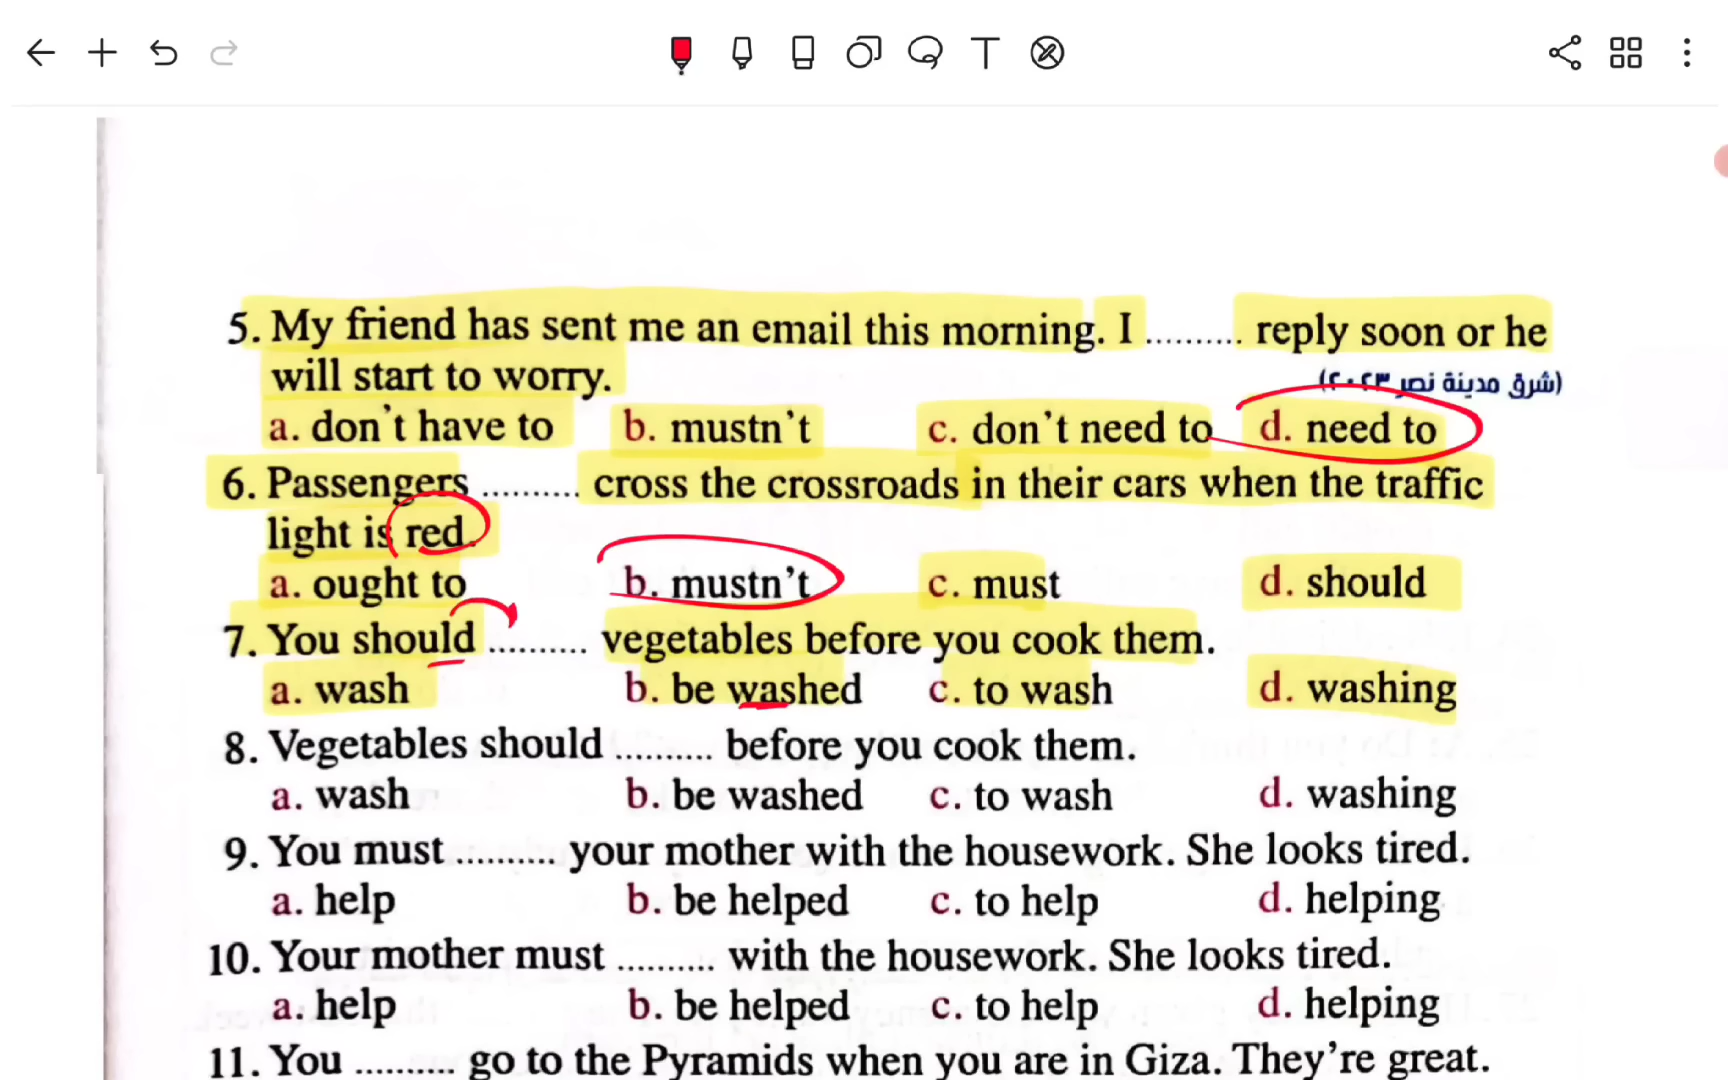 5. My friend has sent me an email this morning. I .......... reply soon or he
will start to worry.
(شرق مدينة نصر ٢٠٢٣)
a. don't have to b. mustn't c. don't need to d. need to
6. Passengers .......... cross the crossroads in their cars when the traffic
light is red.
a. ought to b. mustn't c. must d. should
7. You should .......... vegetables before you cook them.
a. wash b. be washed c. to wash d. washing
8. Vegetables should .......... before you cook them.
a. wash b. be washed c. to wash d. washing
9. You must .......... your mother with the housework. She looks tired.
a. help b. be helped c. to help d. helping
10. Your mother must .......... with the housework. She looks tired.
a. help b. be helped c. to help d. helping
11. You .......... go to the Pyramids when you are in Giza. They're great.